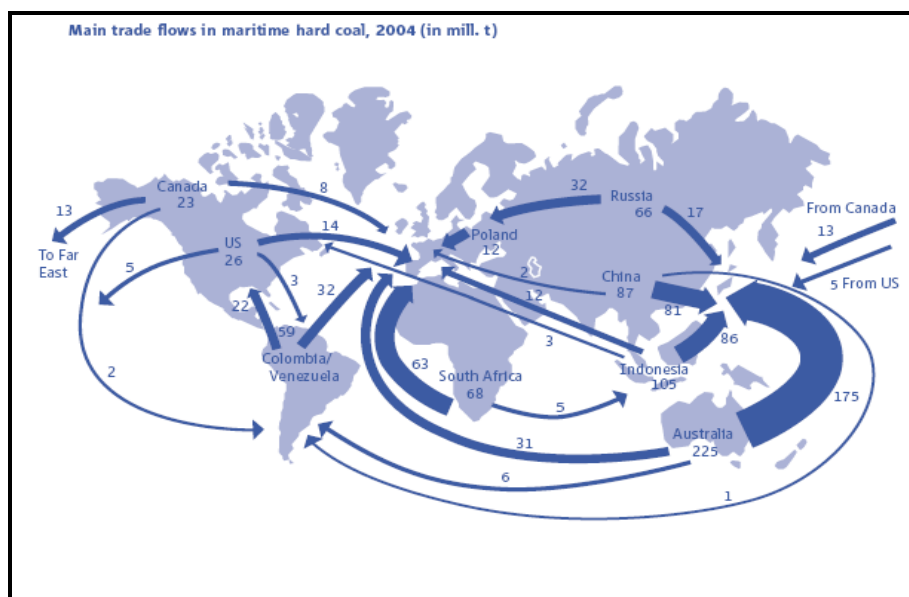 Main trade flows in maritime hard coal, 2004 (in mill. t)
Canada
23
8
13
To Far
East
US
26
14
5
3
22
32
59
Colombia/
Venezuela
2
32
Russia
66
17
From Canada
13
5 From US
Poland
12
2
China
87
12
81
3
86
Indonesia
105
63
South Africa
68
5
175
31
Australia
225
6
1